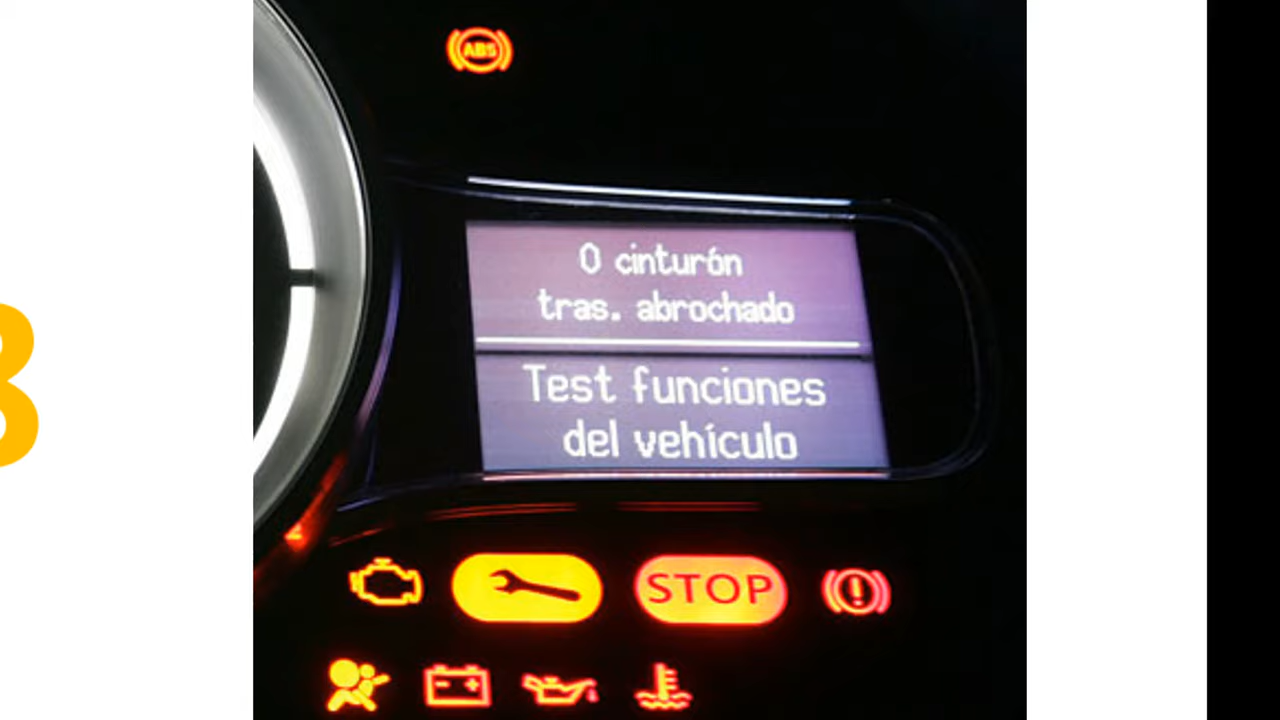 ABS
0 cinturón
tras. abrochado
Test funciones
del vehículo
STOP